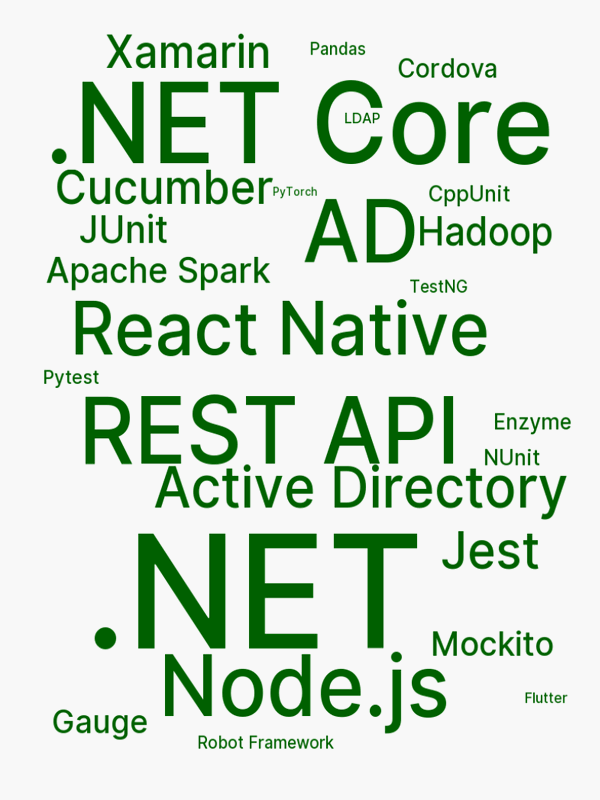 Xamarin
Pandas
Cordova
.NET Core
LDAP
Cucumber
PyTorch
CppUnit
JUnit
AD
Hadoop
Apache Spark
TestNG
React Native
Pytest
REST API
Enzyme
NUnit
Active Directory
.NET
Jest
Mockito
Node.js
Flutter
Gauge
Robot Framework